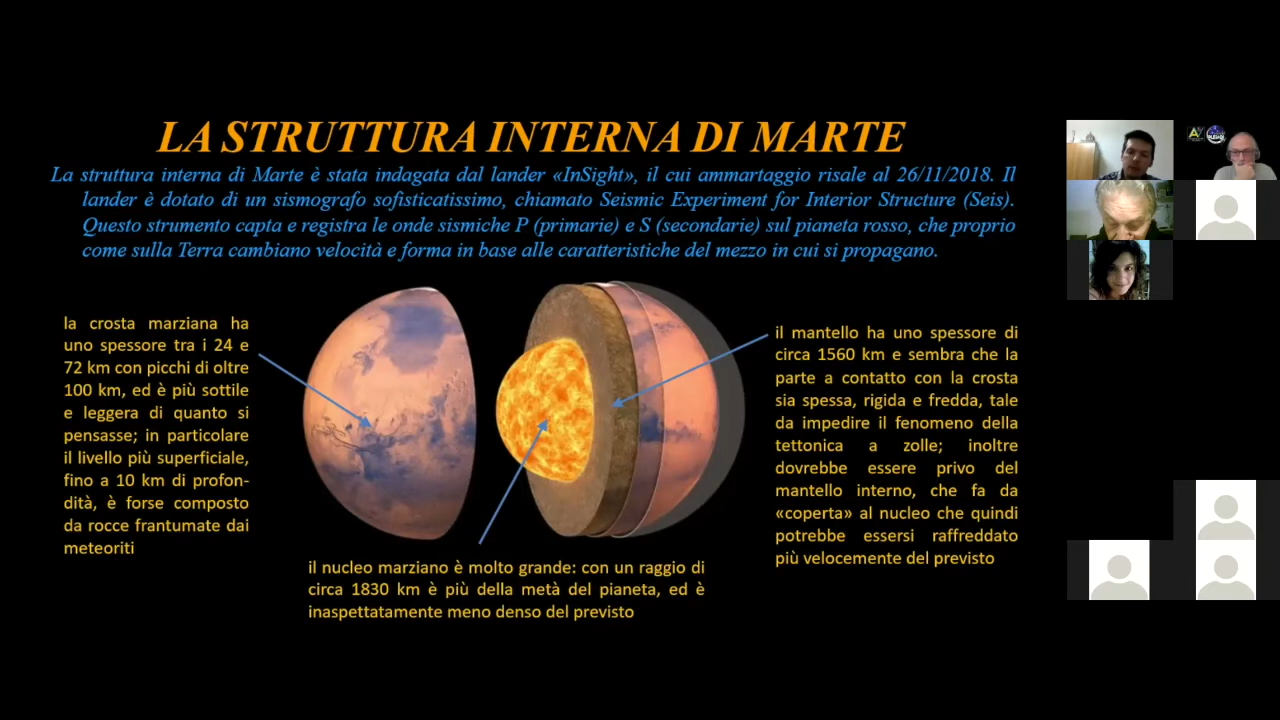 LA STRUTTURA INTERNA DI MARTE
La struttura interna di Marte è stata indagata dal lander «InSight», il cui ammartaggio risale al 26/11/2018. Il
lander è dotato di un sismografo sofisticatissimo, chiamato Seismic Experiment for Interior Structure (Seis).
Questo strumento capta e registra le onde sismiche P (primarie) e S (secondarie) sul pianeta rosso, che proprio
come sulla Terra cambiano velocità e forma in base alle caratteristiche del mezzo in cui si propagano.
la crosta marziana ha
uno spessore tra i 24 e
72 km con picchi di oltre
100 km, ed è più sottile
e leggera di quanto si
pensasse; in particolare
il livello più superficiale,
fino a 10 km di profon-
dità, è forse composto
da rocce frantumate dai
meteoriti
il nucleo marziano è molto grande: con un raggio di
circa 1830 km è più della metà del pianeta, ed è
inaspettatamente meno denso del previsto
il mantello ha uno spessore di
circa 1560 km e sembra che la
parte a contatto con la crosta
sia spessa, rigida e fredda, tale
da impedire il fenomeno della
tettonica a zolle; inoltre
dovrebbe essere privo del
mantello interno, che fa da
«coperta» al nucleo che quindi
potrebbe essersi raffreddato
più velocemente del previsto